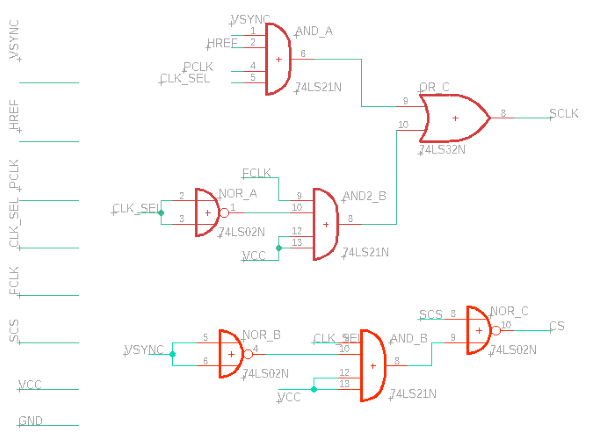 VSYNC
HREF
PCLK
CLK_SEL
FCLK
SCS
VCC
GND
VSYNC
HREF
PCLK
CLK_SEL
1
2
4
5
6
AND_A
74LS21N
OR_C
9
10
8
74LS32N
SCLK
CLK_SEL
2
3
1
NOR_A
74LS02N
FCLK
VCC
9
10
12
13
8
AND2_B
74LS21N
VSYNC
5
6
4
NOR_B
74LS02N
CLK_SEL
9
10
12
13
VCC
8
AND_B
74LS21N
SCS
8
9
10
NOR_C
74LS02N
CS